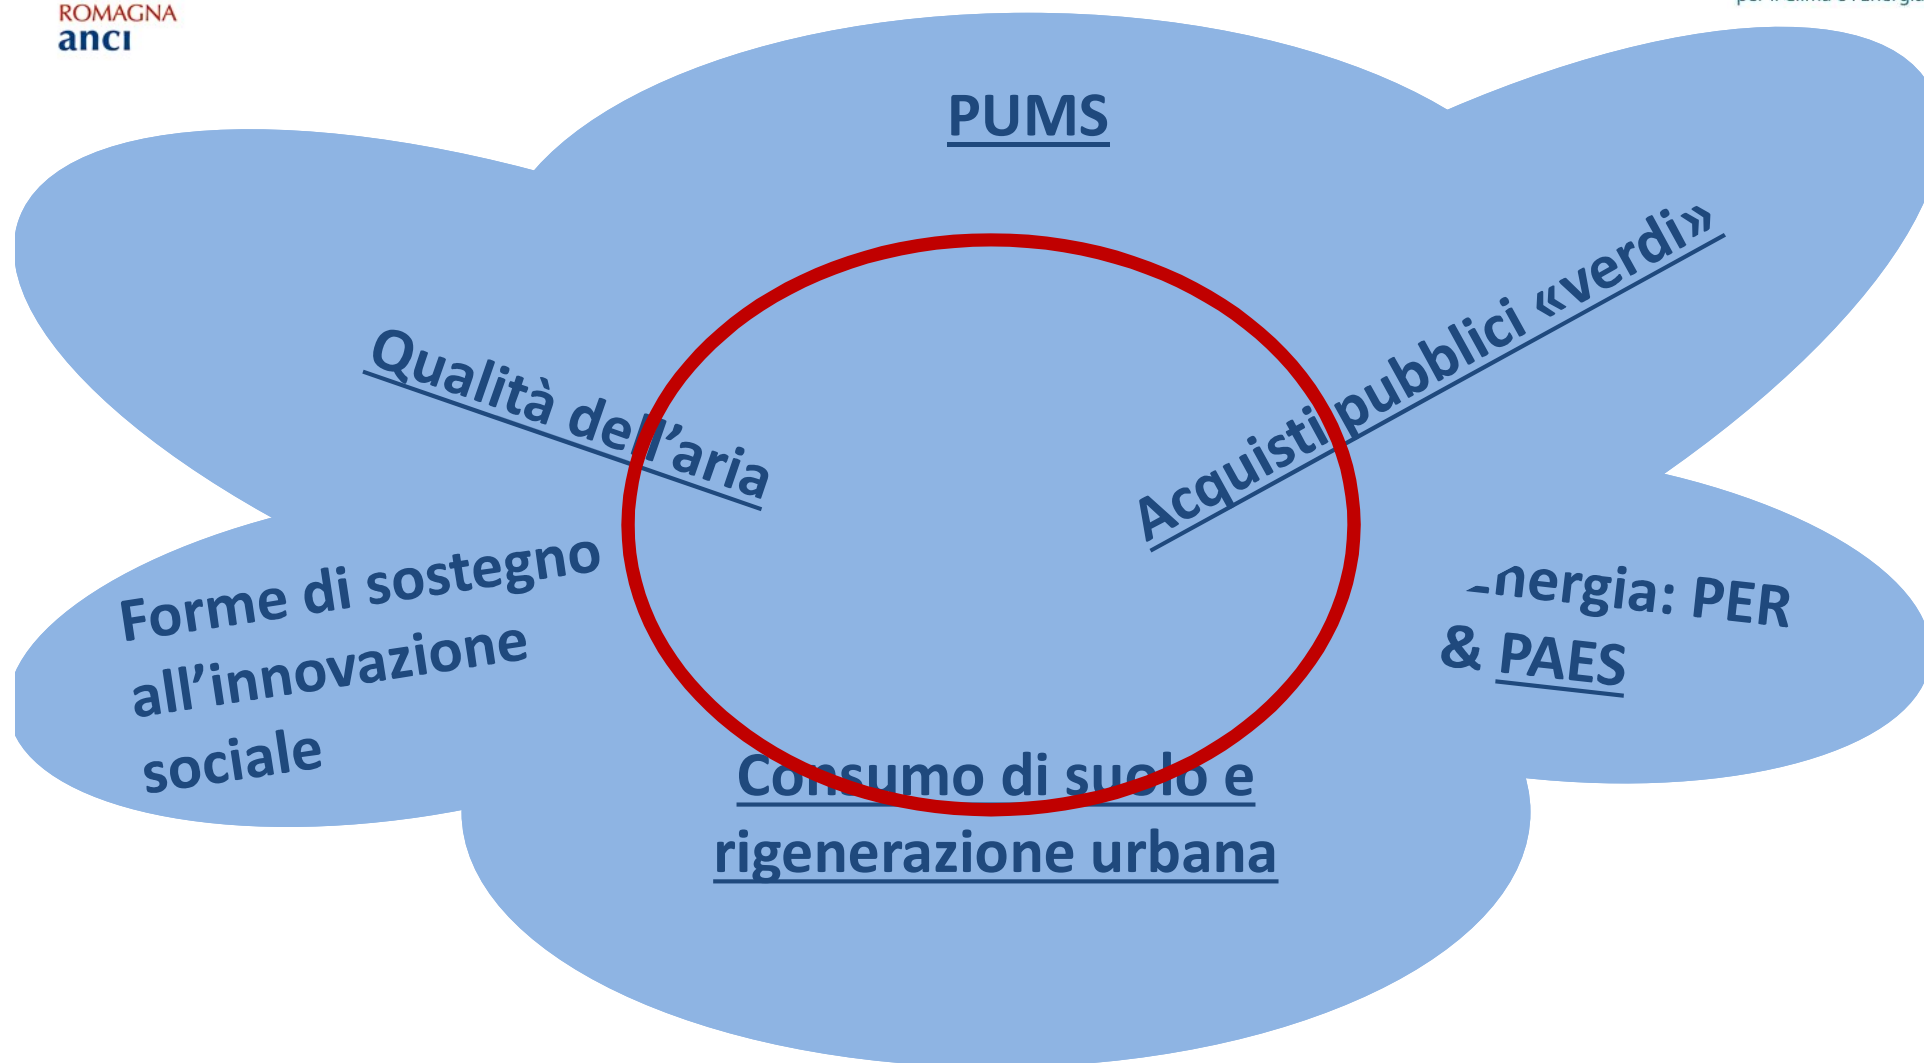 ROMAGNA
anci
PUMS
Acquisti pubblici «verdi»
Qualità dell’aria
Forme di sostegno
all’innovazione
sociale
Energia: PER
& PAES
Consumo di suolo e
rigenerazione urbana